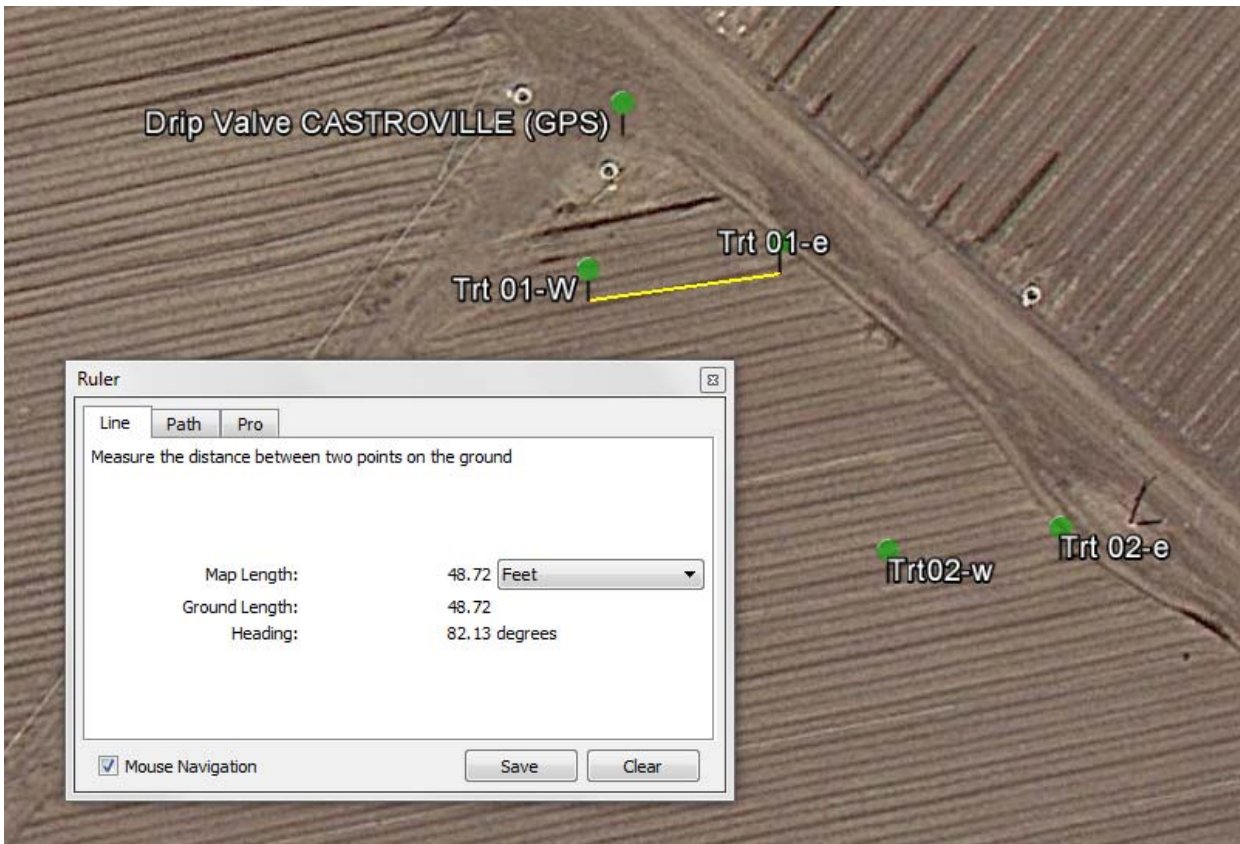 Drip Valve CASTROVILLE (GPS)
Trt 01-e
Trt 01-W
Ruler
Line Path Pro
Measure the distance between two points on the ground
Map Length: 48.72 Feet
Ground Length: 48.72
Heading: 82.13 degrees
Mouse Navigation Save Clear
Trt 02-e
Trt02-w